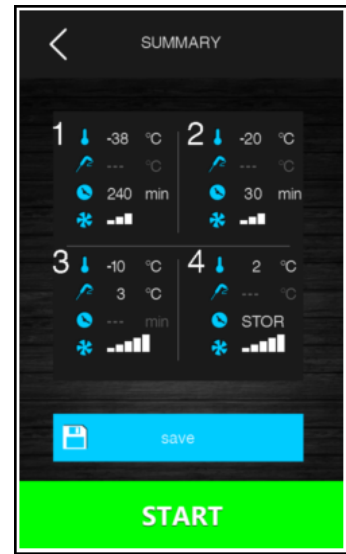 SUMMARY
1 -38 °C
--- °C
240 min
2 -20 °C
--- °C
30 min
3 -10 °C
3 °C
--- min
4 2 °C
--- °C
STOR
save
START